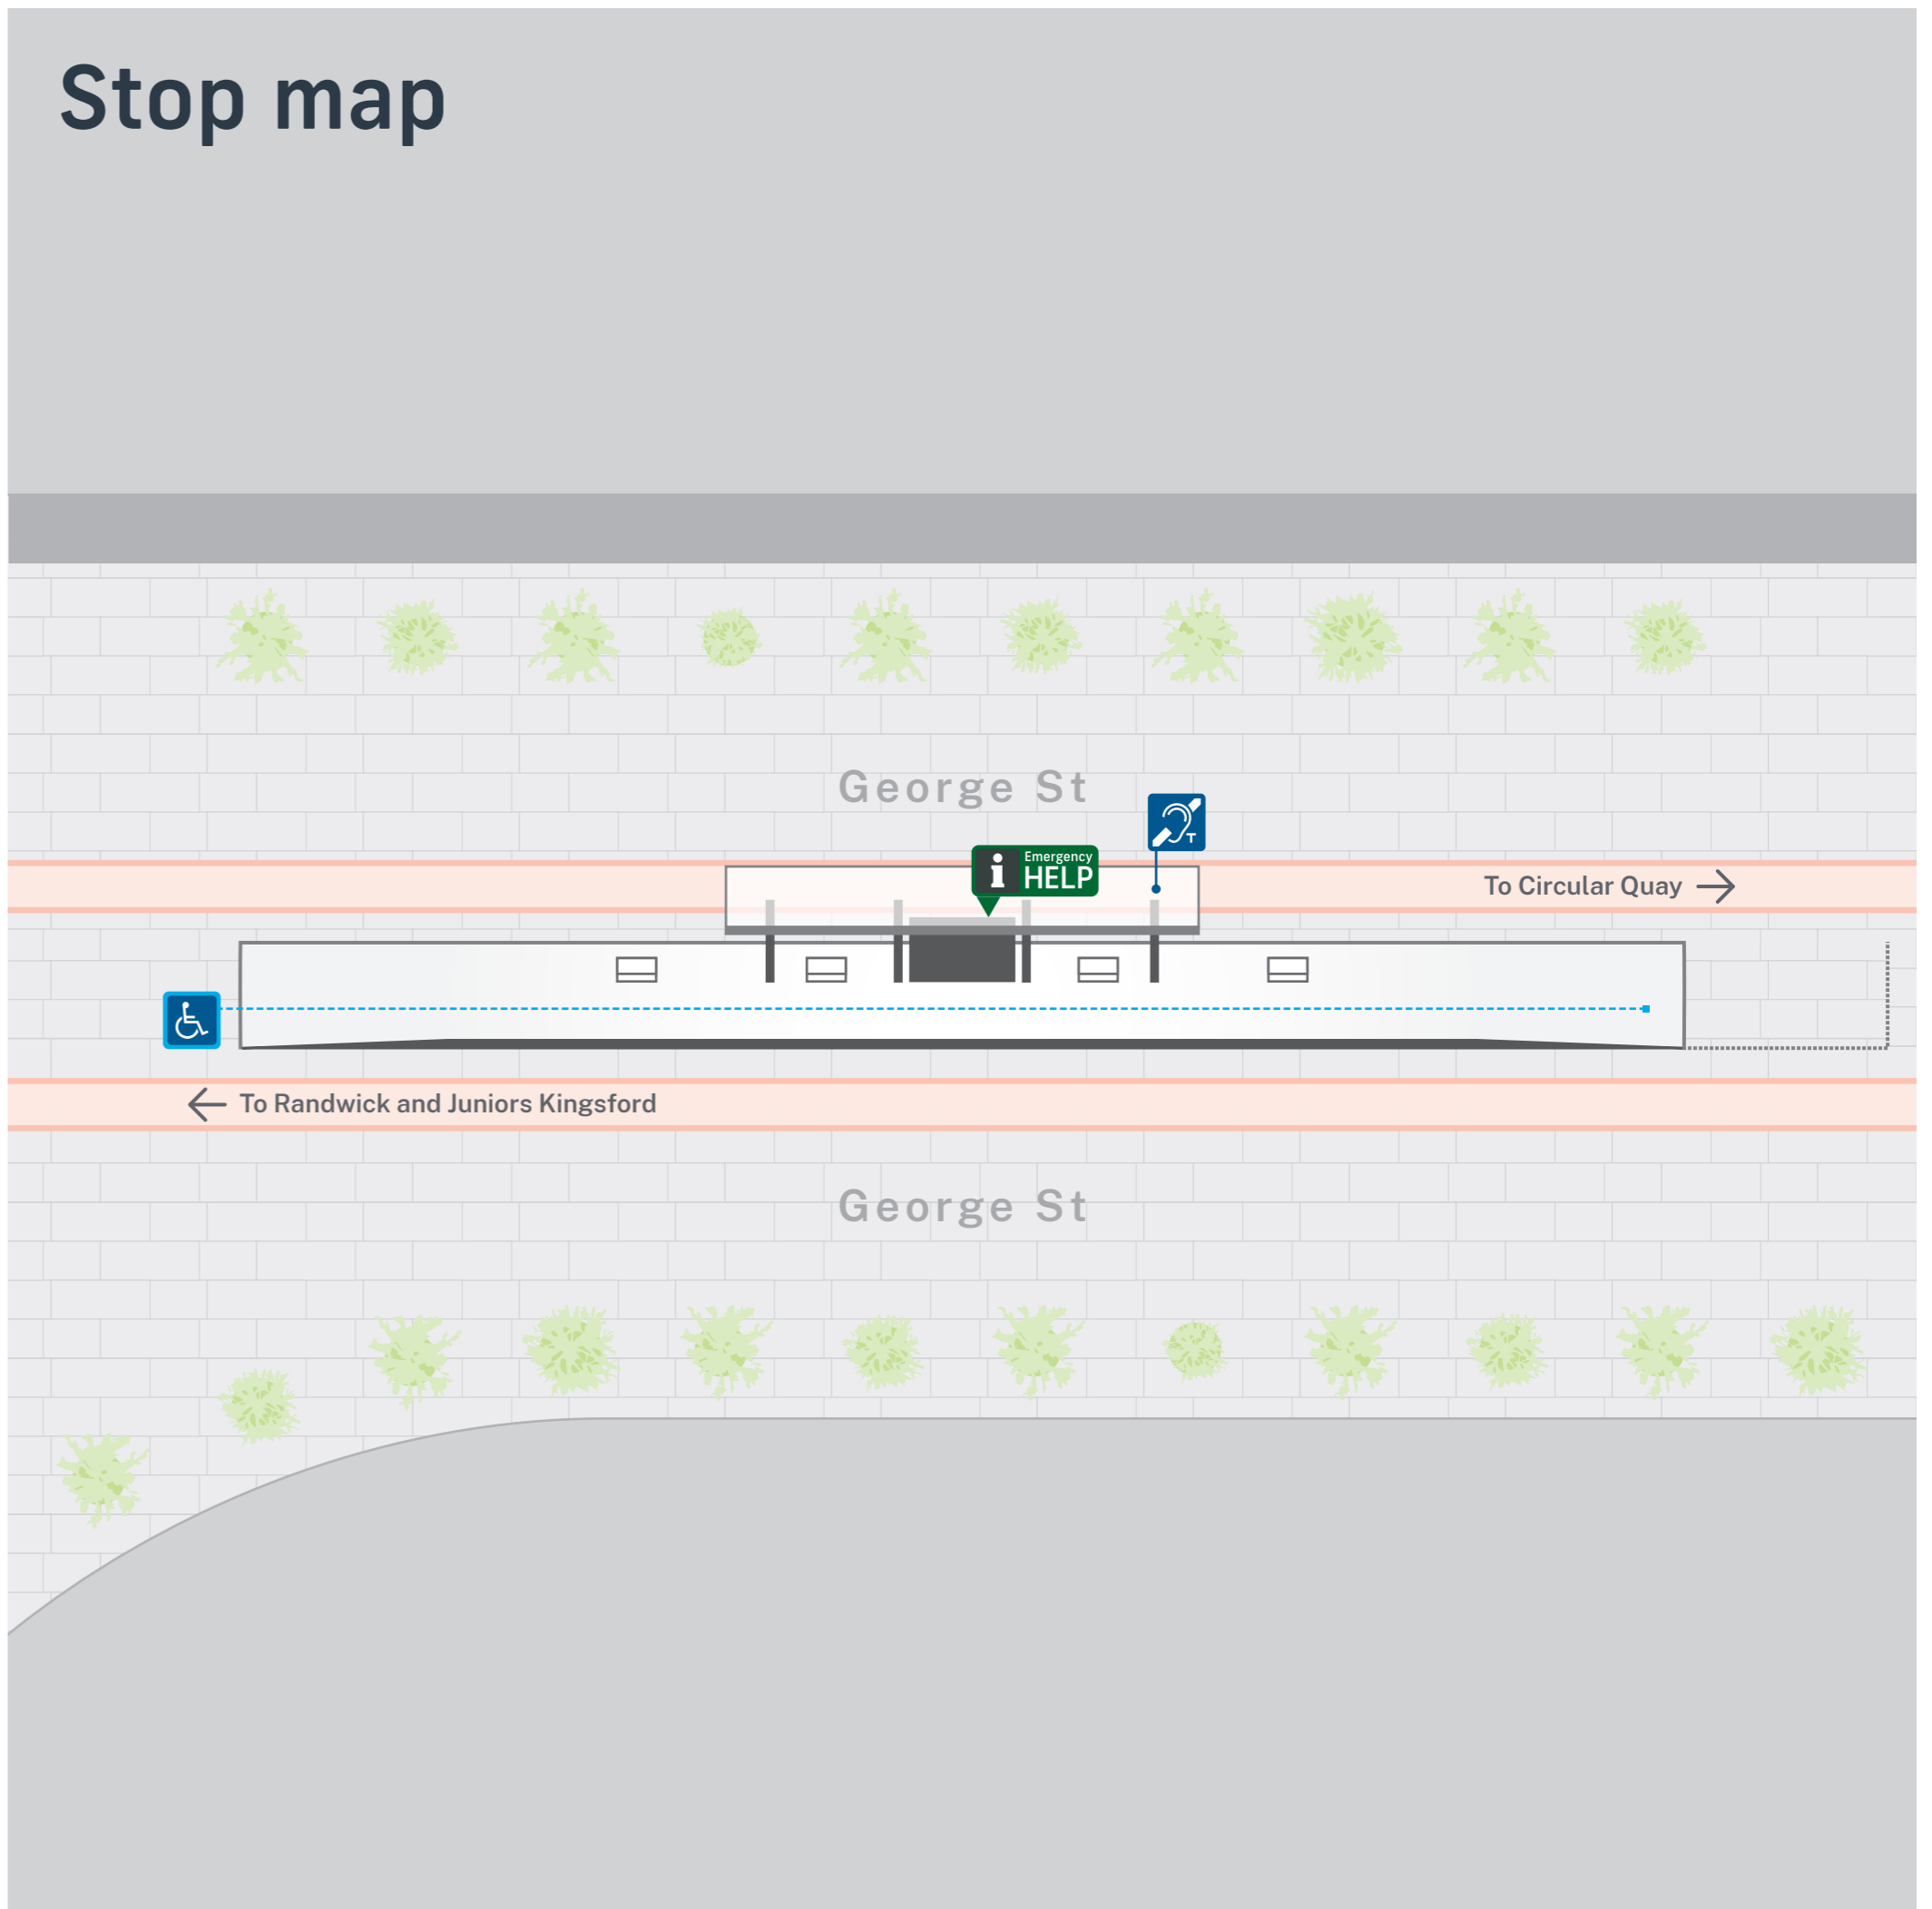 Stop map
George St
T
i Emergency
HELP
To Circular Quay
To Randwick and Juniors Kingsford
George St